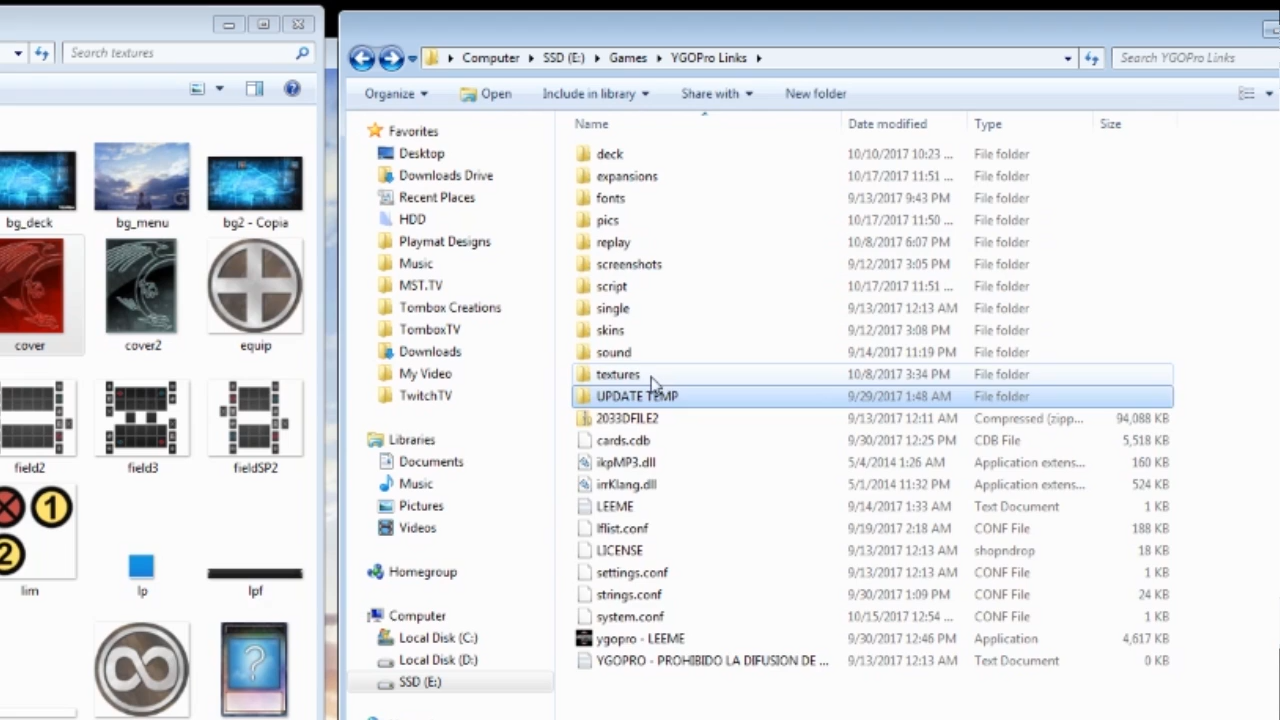 Search textures
bg_deck
bg_menu
bg2 - Copia
cover
cover2
equip
field2
field3
fieldSP2
1
2
lim
lp
lpf
?
Computer
SSD (E:)
Games
YGOPro Links
Search YGOPro Links
Organize
Open
Include in library
Share with
New folder
Favorites
Desktop
Downloads Drive
Recent Places
HDD
Playmat Designs
Music
MST.TV
Tombox Creations
TomboxTV
Downloads
My Video
TwitchTV
Libraries
Documents
Music
Pictures
Videos
Homegroup
Computer
Local Disk (C:)
Local Disk (D:)
SSD (E:)
Name Date modified Type Size
deck 10/10/2017 10:23 ... File folder
expansions 10/17/2017 11:51 ... File folder
fonts 9/13/2017 9:43 PM File folder
pics 10/17/2017 11:50 ... File folder
replay 10/8/2017 6:07 PM File folder
screenshots 9/12/2017 3:05 PM File folder
script 10/17/2017 11:51 ... File folder
single 9/13/2017 12:13 AM File folder
skins 9/12/2017 3:08 PM File folder
sound 9/14/2017 11:19 PM File folder
textures 10/8/2017 3:34 PM File folder
UPDATE TEMP 9/29/2017 1:48 AM File folder
2033DFILE2 9/13/2017 12:11 AM Compressed (zipp... 94,088 KB
cards.cdb 9/30/2017 12:25 PM CDB File 5,518 KB
ikpMP3.dll 5/4/2014 1:26 AM Application extens... 160 KB
irrKlang.dll 5/1/2014 11:32 PM Application extens... 524 KB
LEEME 9/14/2017 1:33 AM Text Document 1 KB
lflist.conf 9/19/2017 2:18 AM CONF File 188 KB
LICENSE 9/13/2017 12:13 AM shopndrop 18 KB
settings.conf 9/13/2017 12:13 AM CONF File 1 KB
strings.conf 9/30/2017 1:09 PM CONF File 24 KB
system.conf 10/15/2017 12:54 ... CONF File 1 KB
ygopro - LEEME 9/30/2017 12:46 PM Application 4,617 KB
YGOPRO - PROHIBIDO LA DIFUSION DE ... 9/13/2017 12:13 AM Text Document 0 KB